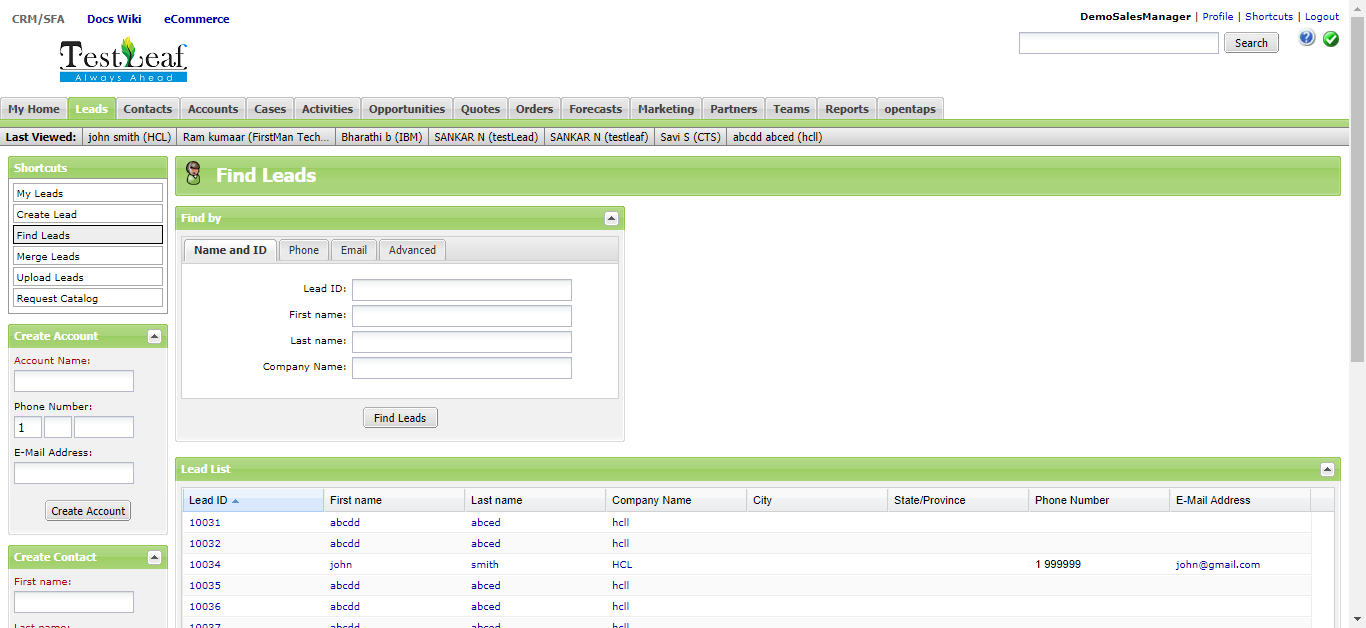 CRM/SFA Docs Wiki eCommerce
DemoSalesManager | Profile | Shortcuts | Logout
TestLeaf
Always Ahead
Search
My Home Leads Contacts Accounts Cases Activities Opportunities Quotes Orders Forecasts Marketing Partners Teams Reports opentaps
Last Viewed: john smith (HCL) Ram kumaar (FirstMan Tech... Bharathi b (IBM) SANKAR N (testLead) SANKAR N (testleaf) Savi S (CTS) abcdd abced (hcll)
Shortcuts
My Leads
Create Lead
Find Leads
Merge Leads
Upload Leads
Request Catalog
Create Account
Account Name:
Phone Number:
1
E-Mail Address:
Create Account
Create Contact
First name:
Last name:
Find Leads
Find by
Name and ID Phone Email Advanced
Lead ID:
First name:
Last name:
Company Name:
Find Leads
Lead List
Lead ID First name Last name Company Name City State/Province Phone Number E-Mail Address
10031 abcdd abced hcll
10032 abcdd abced hcll
10034 john smith HCL 1 999999 john@gmail.com
10035 abcdd abced hcll
10036 abcdd abced hcll
10037 abcdd abced hcll